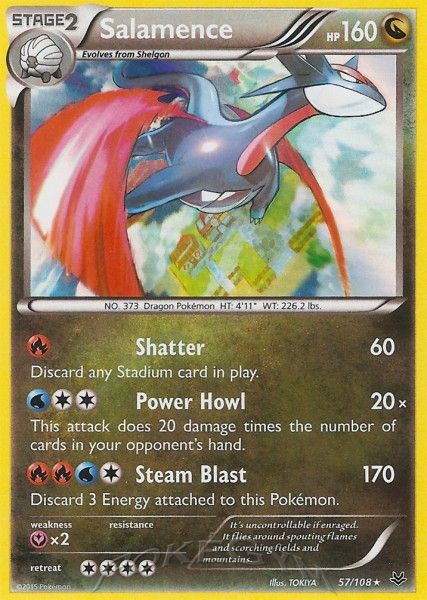 STAGE2 Salamence HP 160
Evolves from Shelgon
NO. 373 Dragon Pokémon HT: 4'11" WT: 226.2 lbs.
Shatter 60
Discard any Stadium card in play.
Power Howl 20×
This attack does 20 damage times the number of
cards in your opponent's hand.
Steam Blast 170
Discard 3 Energy attached to this Pokémon.
weakness resistance
×2
It's uncontrollable if enraged.
It flies around spouting flames
and scorching fields and
mountains.
retreat
©2015 Pokémon Illus. TOKIYA 57/108★